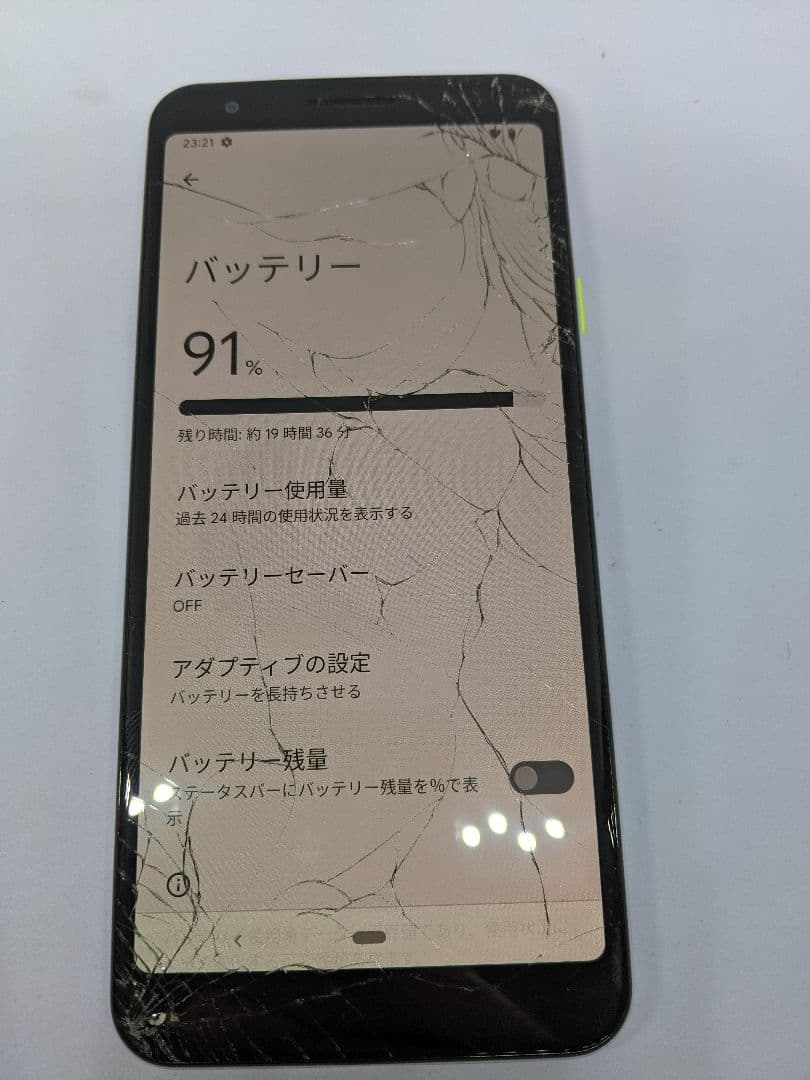 23:21
バッテリー
91%
残り時間: 約 19 時間 36 分
バッテリー使用量
過去 24 時間の使用状況を表示する
バッテリーセーバー
OFF
アダプティブの設定
バッテリーを長持ちさせる
バッテリー残量
ステータスバーにバッテリー残量を%で表
示